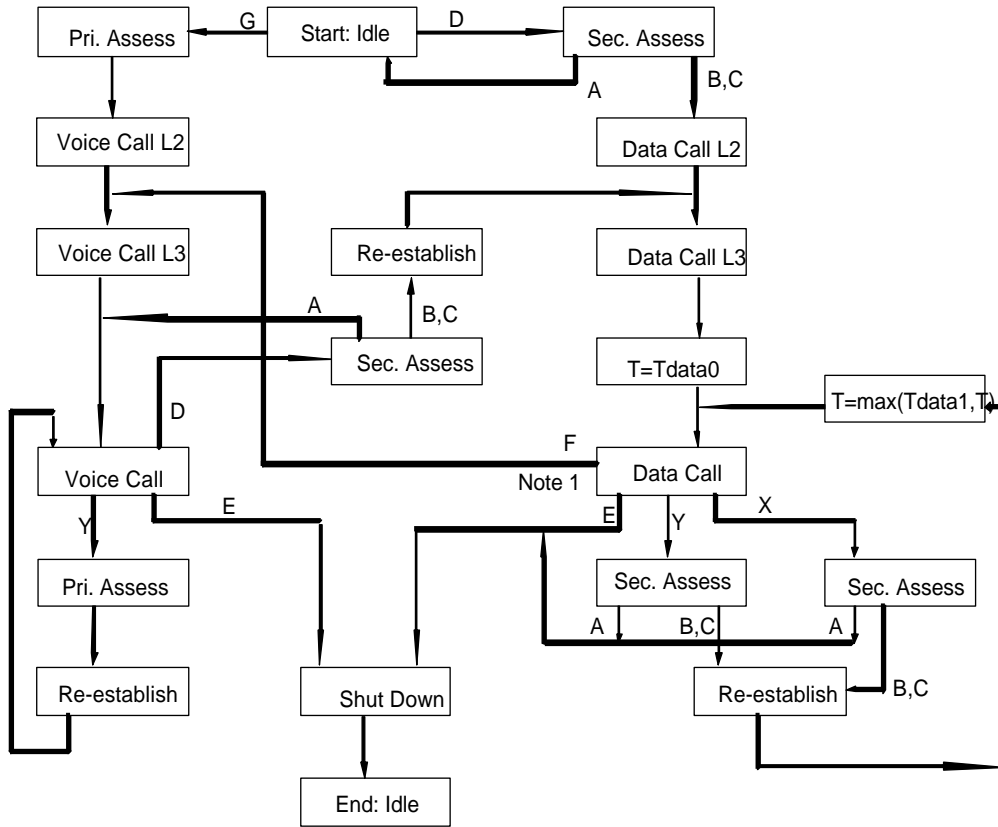 G
D
Pri. Assess
Start: Idle
Sec. Assess
A
B,C
Voice Call L2
Data Call L2
Voice Call L3
Re-establish
Data Call L3
A
B,C
Sec. Assess
T=Tdata0
T=max(Tdata1,T)
D
F
Voice Call
Note 1
Data Call
E
E
X
Y
Y
Pri. Assess
Sec. Assess
Sec. Assess
A
B,C
A
Re-establish
Shut Down
Re-establish
B,C
End: Idle